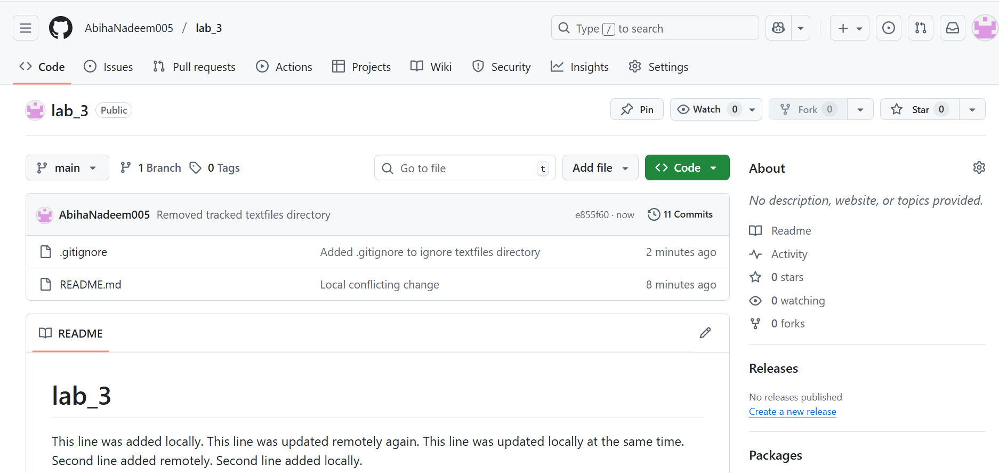 AbihaNadeem005 / lab_3
Type / to search
Code Issues Pull requests Actions Projects Wiki Security Insights Settings
lab_3 Public
Pin Watch 0 Fork 0 Star 0
main 1 Branch 0 Tags
Go to file t Add file Code
AbihaNadeem005 Removed tracked textfiles directory e855f60 · now 11 Commits
.gitignore Added .gitignore to ignore textfiles directory 2 minutes ago
README.md Local conflicting change 8 minutes ago
README
lab_3
This line was added locally. This line was updated remotely again. This line was updated locally at the same time.
Second line added remotely. Second line added locally.
About
No description, website, or topics provided.
Readme
Activity
0 stars
0 watching
0 forks
Releases
No releases published
Create a new release
Packages